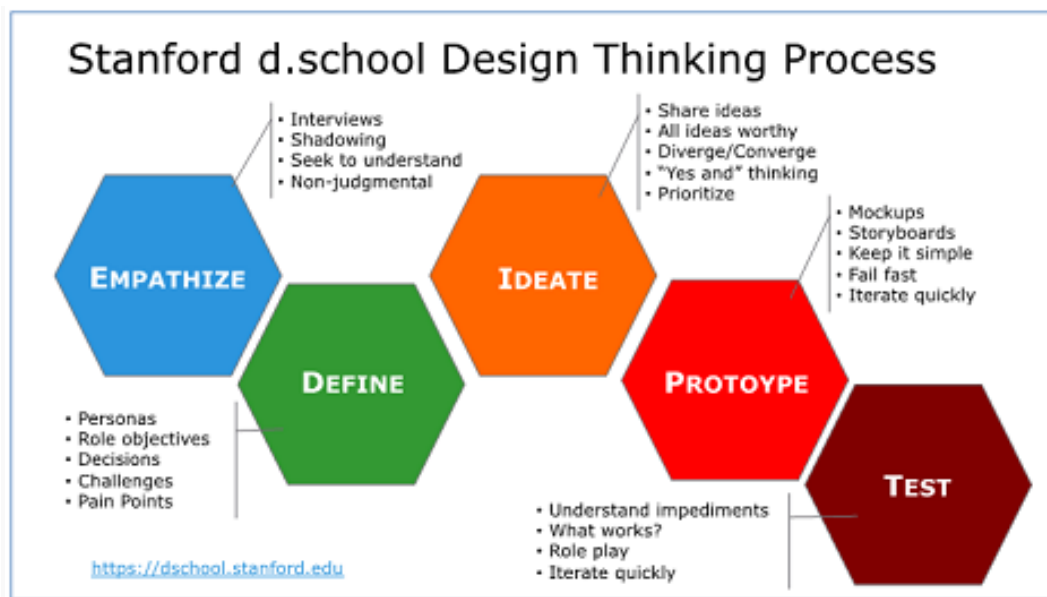 Stanford d.school Design Thinking Process
• Interviews
• Shadowing
• Seek to understand
• Non-judgmental
• Share ideas
• All ideas worthy
• Diverge/Converge
• "Yes and" thinking
• Prioritize
• Mockups
• Storyboards
• Keep it simple
• Fail fast
• Iterate quickly
EMPATHIZE
DEFINE
IDEATE
PROTOYPE
TEST
• Personas
• Role objectives
• Decisions
• Challenges
• Pain Points
• Understand impediments
• What works?
• Role play
• Iterate quickly
https://dschool.stanford.edu